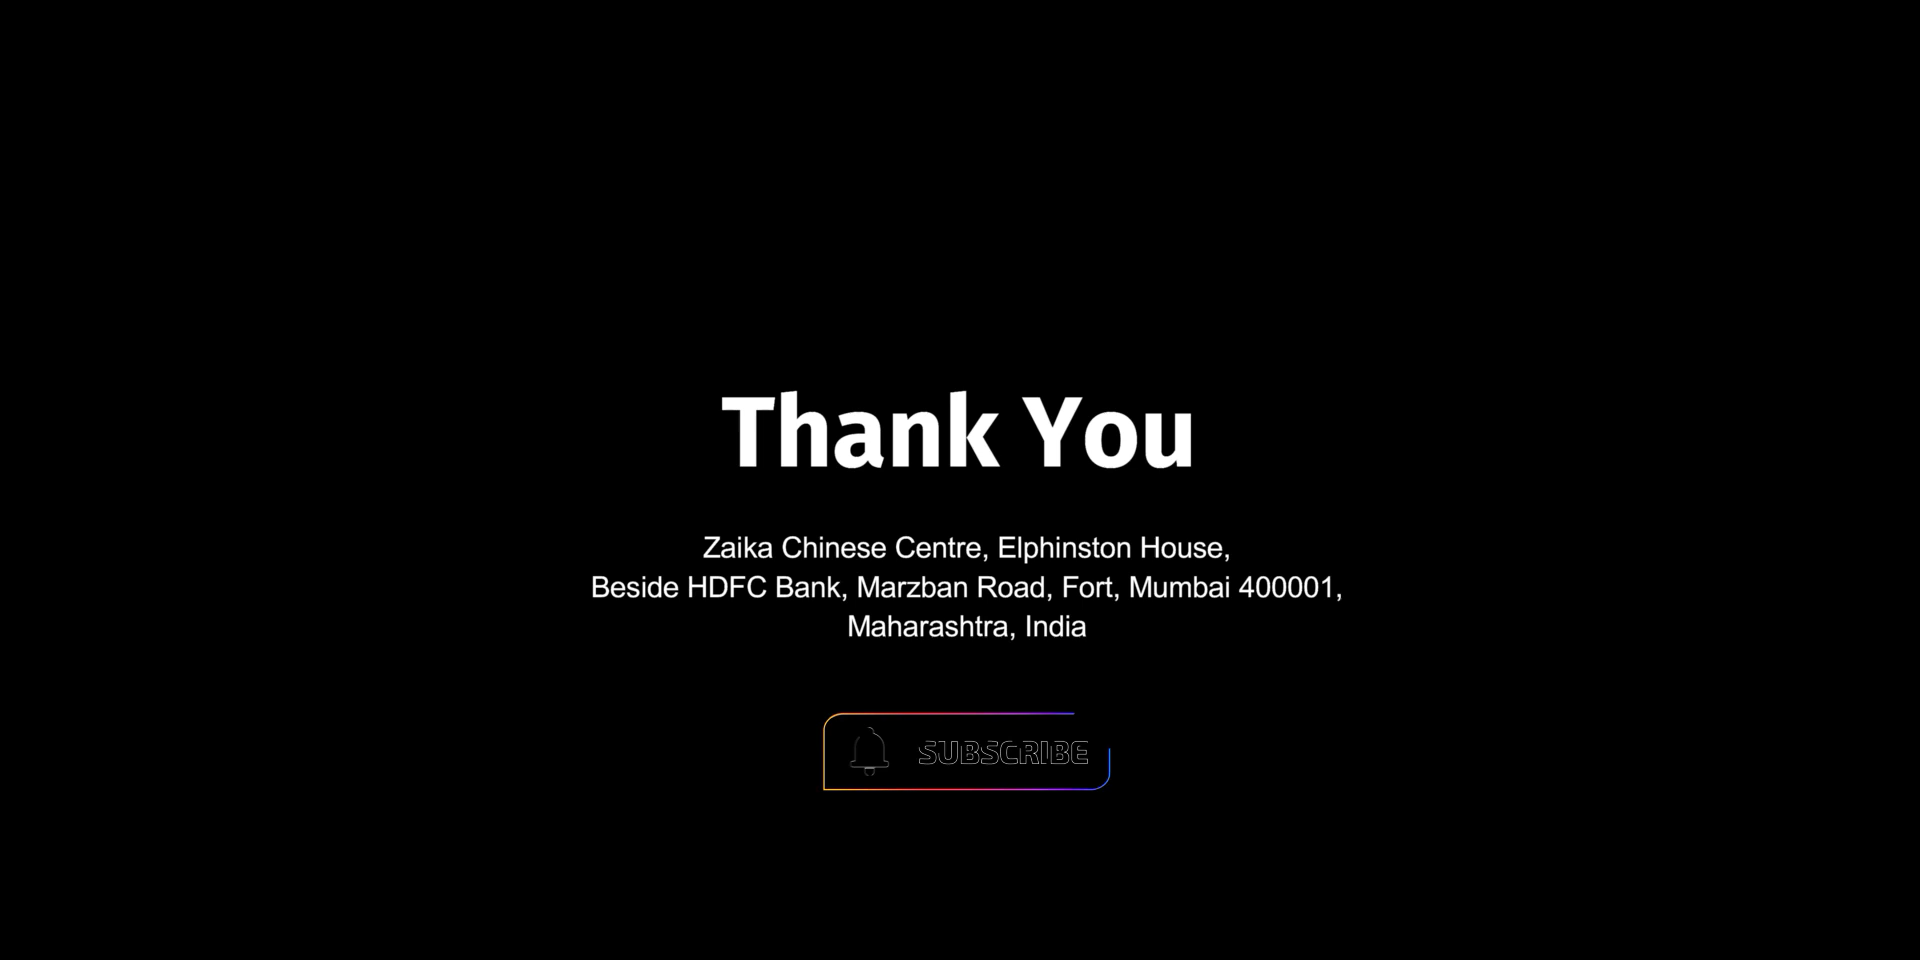 Thank You
Zaika Chinese Centre, Elphinston House,
Beside HDFC Bank, Marzban Road, Fort, Mumbai 400001,
Maharashtra, India
SUBSCRIBE